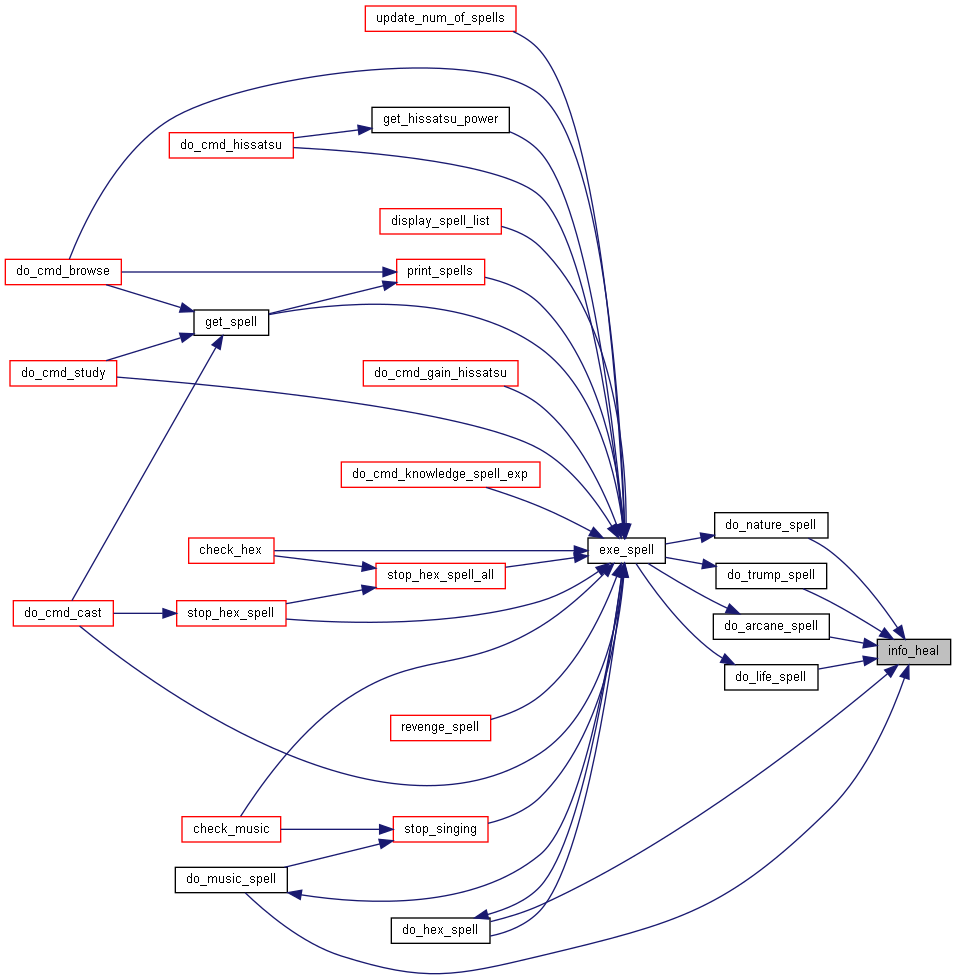 update_num_of_spells
get_hissatsu_power
do_cmd_hissatsu
display_spell_list
do_cmd_browse
print_spells
get_spell
do_cmd_study
do_cmd_gain_hissatsu
do_cmd_knowledge_spell_exp
do_nature_spell
check_hex
exe_spell
stop_hex_spell_all
do_trump_spell
do_cmd_cast
stop_hex_spell
do_arcane_spell
info_heal
do_life_spell
revenge_spell
check_music
stop_singing
do_music_spell
do_hex_spell